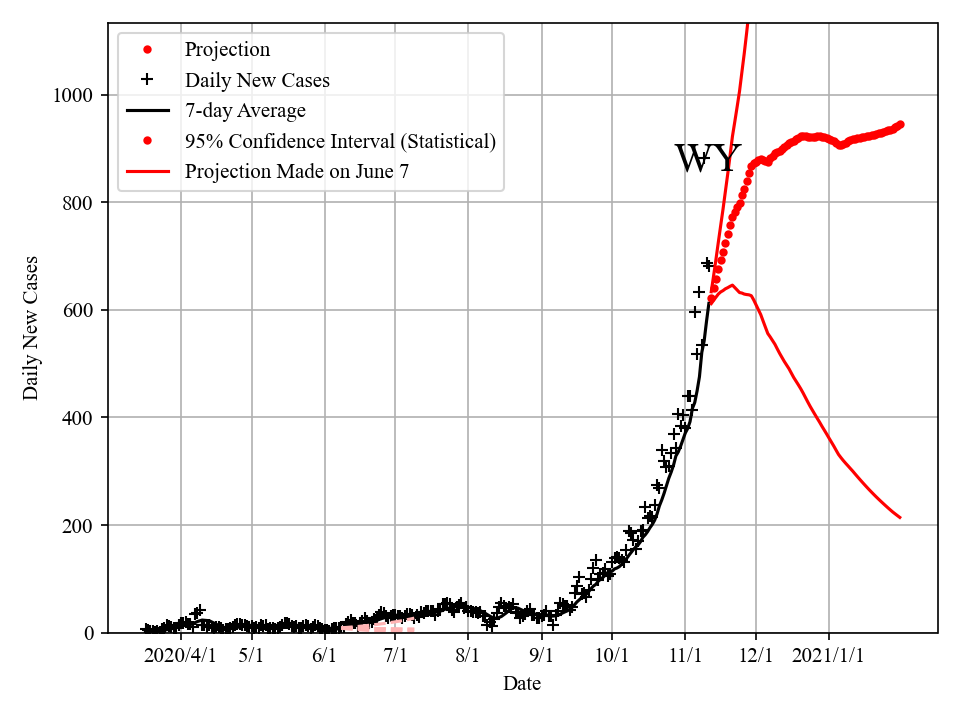 Projection
Daily New Cases
7-day Average
95% Confidence Interval (Statistical)
Projection Made on June 7
WY
1000
800
600
400
200
0
Daily New Cases
2020/4/1 5/1 6/1 7/1 8/1 9/1 10/1 11/1 12/1 2021/1/1
Date